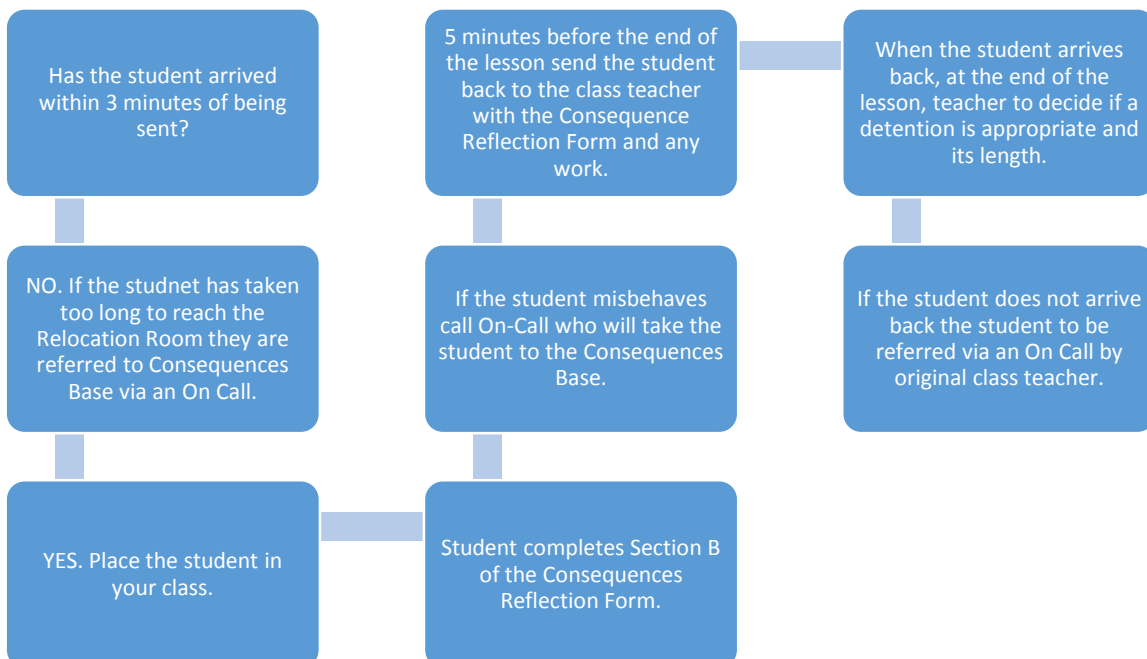 Has the student arrived
within 3 minutes of being
sent?
NO. If the studnet has taken
too long to reach the
Relocation Room they are
referred to Consequences
Base via an On Call.
YES. Place the student in
your class.
Student completes Section B
of the Consequences
Reflection Form.
If the student misbehaves
call On-Call who will take the
student to the Consequences
Base.
5 minutes before the end of
the lesson send the student
back to the class teacher
with the Consequence
Reflection Form and any
work.
When the student arrives
back, at the end of the
lesson, teacher to decide if a
detention is appropriate and
its length.
If the student does not arrive
back the student to be
referred via an On Call by
original class teacher.